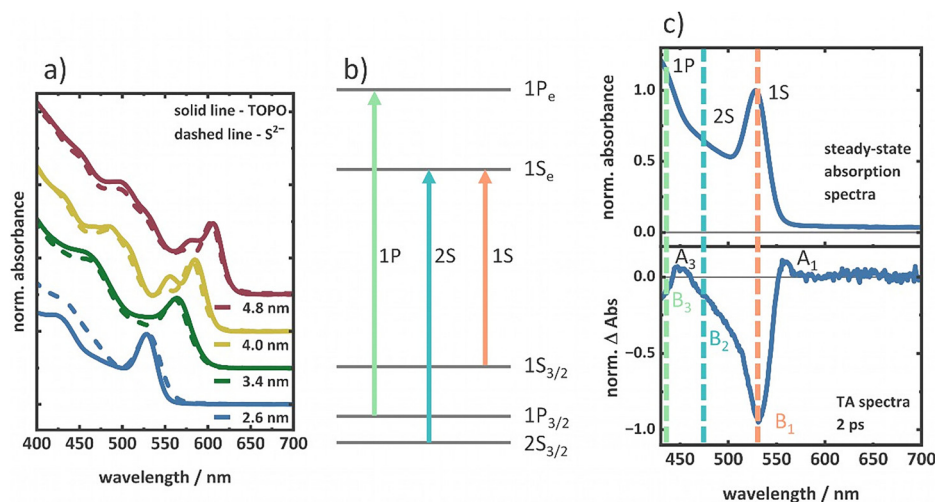 a)
solid line - TOPO
dashed line - S²⁻
4.8 nm
4.0 nm
3.4 nm
2.6 nm
norm. absorbance
400 450 500 550 600 650 700
wavelength / nm
b)
1Pₑ
1Sₑ
1P
2S
1S
1S₃/₂
1P₃/₂
2S₃/₂
c)
1P
2S
1S
1.0
0.5
0.0
norm. absorbance
steady-state
absorption
spectra
A₃
A₁
0.0
−0.5
−1.0
norm. Δ Abs
B₃
B₂
B₁
TA spectra
2 ps
450 500 550 600 650 700
wavelength / nm